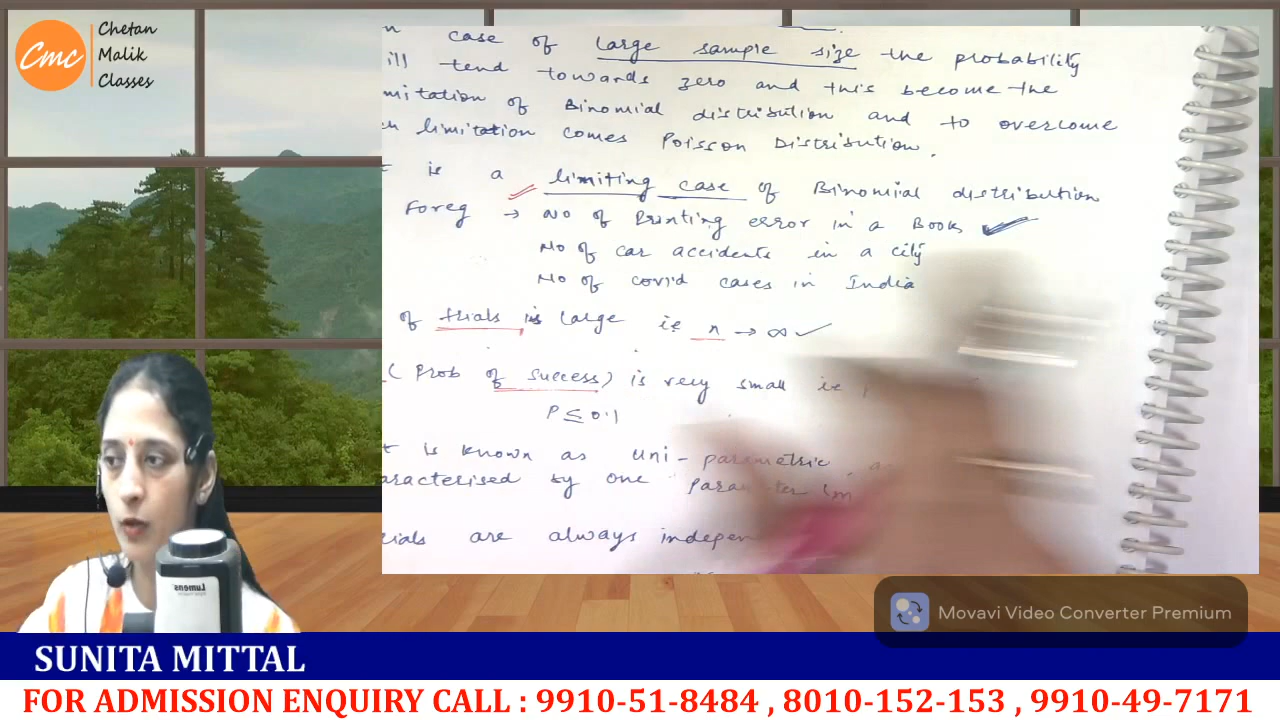 cmc
Chetan
Malik
Classes
n case of large sample size the probability
ill tend towards zero and this become the
mitation of Binomial distribution and to overcome
limitation comes Poisson Distribution.
t is a limiting case of Binomial distribution
Foreg → No of Printing error in a Book
No of car accidents in a city
No of covid cases in India
of trials is large ie n → ∞
( Prob of success) is very small ie
P ≤ 0.1
t is known as uni-parametric
aracterised by one parameter (m
ials are always indepen
Lumens
Movavi Video Converter Premium
SUNITA MITTAL
FOR ADMISSION ENQUIRY CALL : 9910-51-8484 , 8010-152-153 , 9910-49-7171